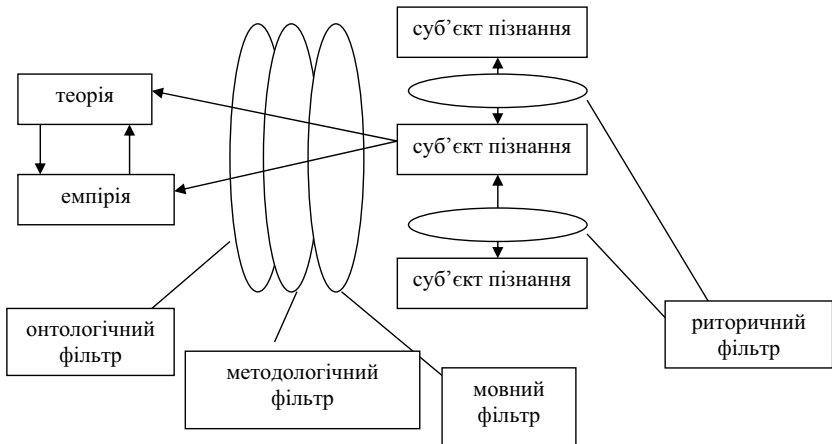 суб’єкт пізнання
теорія
суб’єкт пізнання
емпірія
суб’єкт пізнання
онтологічний
фільтр
методологічний
фільтр
мовний
фільтр
риторичний
фільтр